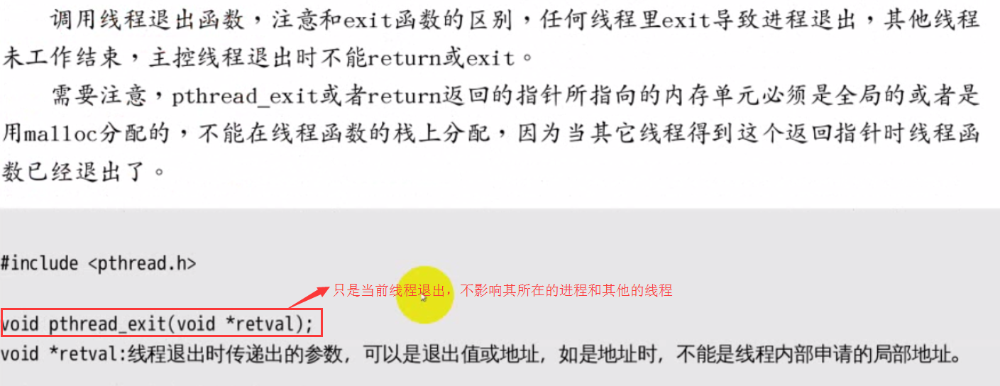 调用线程退出函数，注意和exit函数的区别，任何线程里exit导致进程退出，其他线程
未工作结束，主控线程退出时不能return或exit。
需要注意，pthread_exit或者return返回的指针所指向的内存单元必须是全局的或者是
用malloc分配的，不能在线程函数的栈上分配，因为当其它线程得到这个返回指针时线程函
数已经退出了。
#include <pthread.h>
只是当前线程退出，不影响其所在的进程和其他的线程
void pthread_exit(void *retval);
void *retval:线程退出时传递出的参数，可以是退出值或地址，如是地址时，不能是线程内部申请的局部地址。